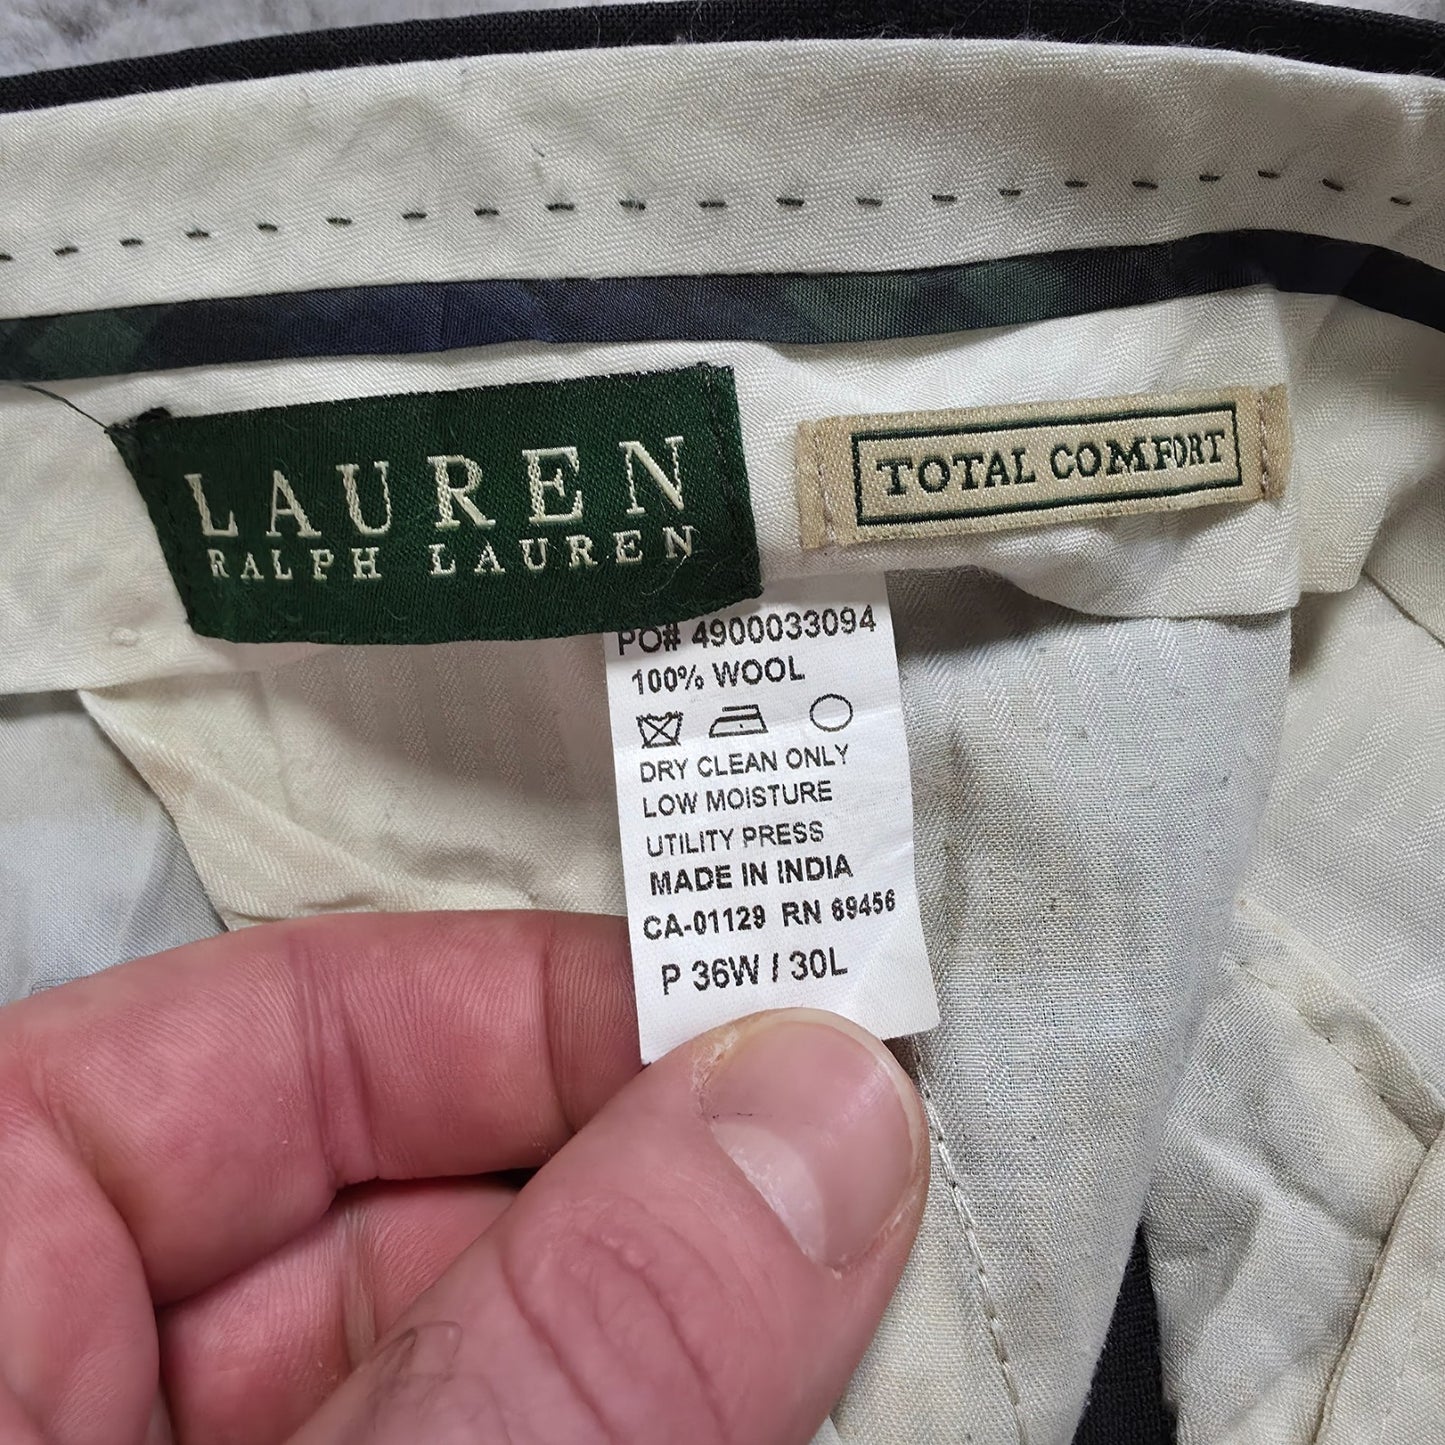 LAUREN
RALPH LAUREN
TOTAL COMFORT
PO# 4900033094
100% WOOL
DRY CLEAN ONLY
LOW MOISTURE
UTILITY PRESS
MADE IN INDIA
CA-01129 RN 69456
P 36W / 30L